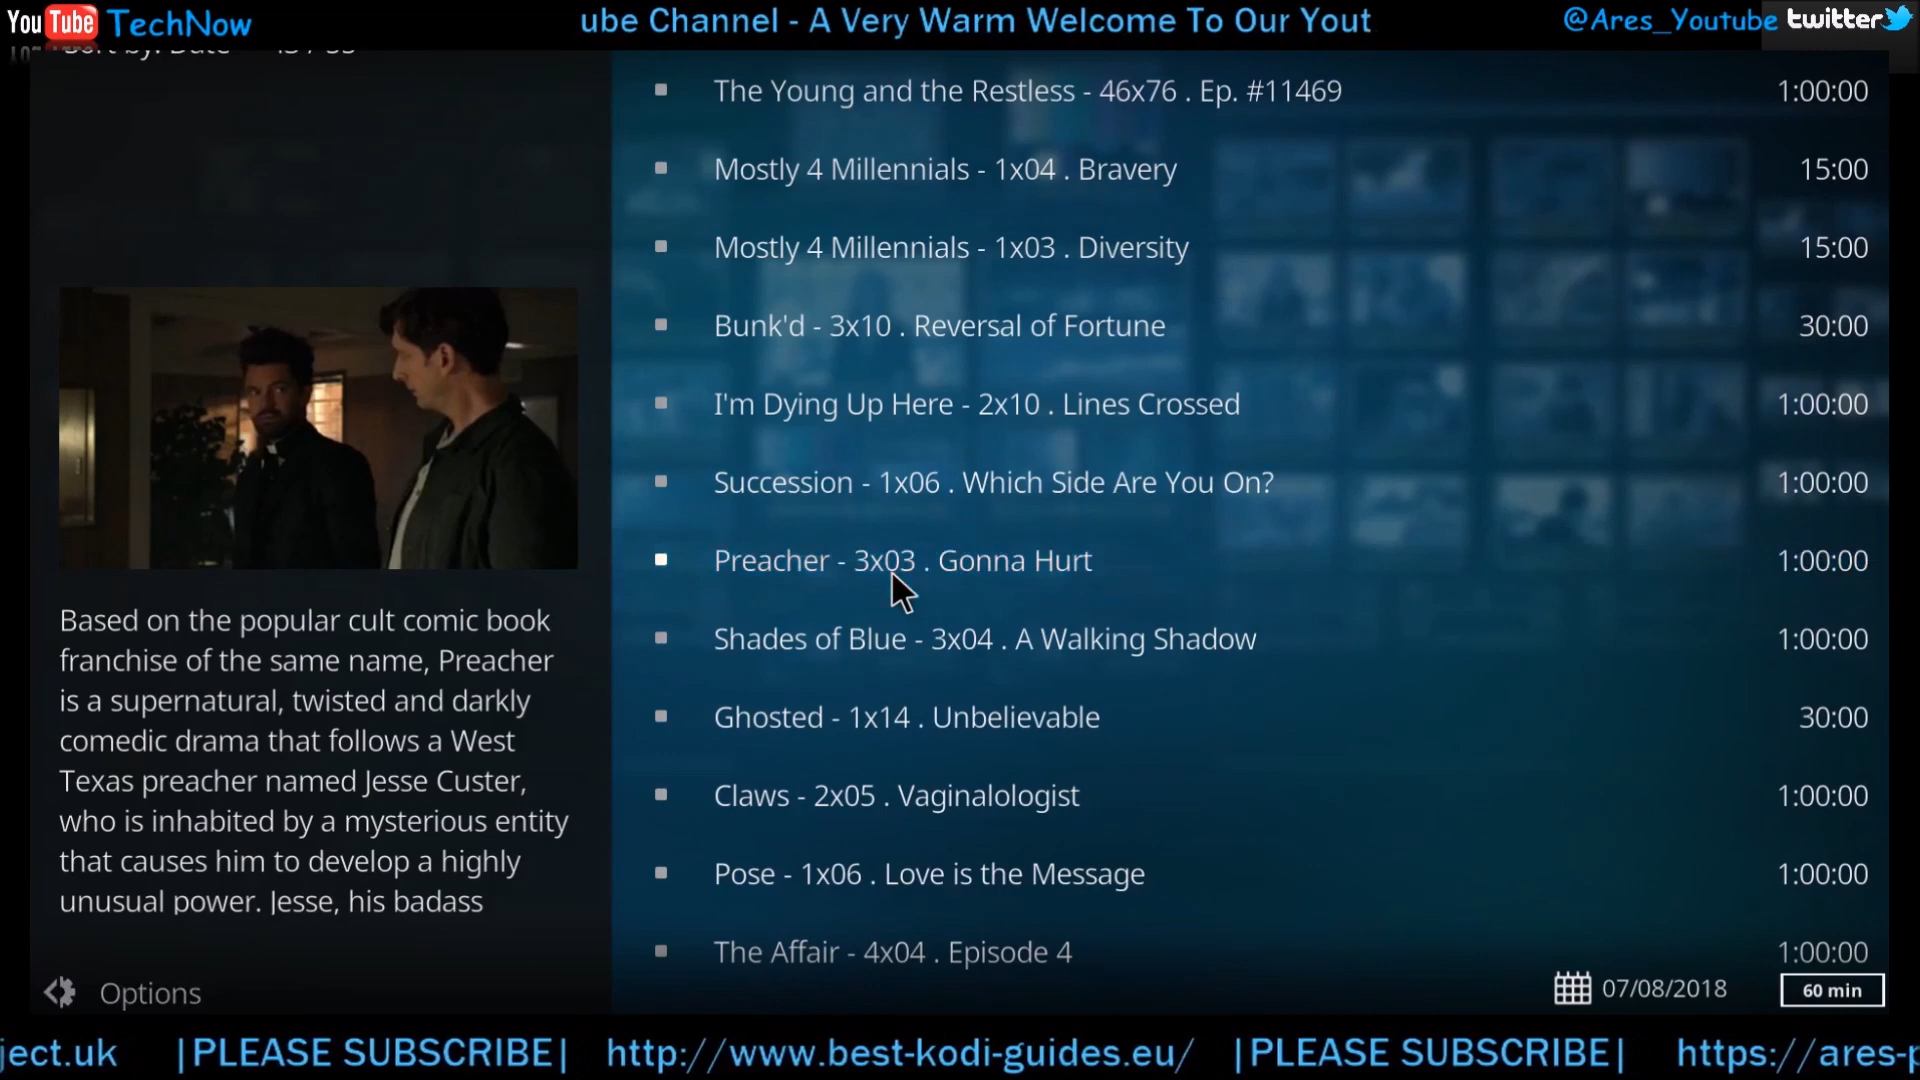 You Tube TechNow
ube Channel - A Very Warm Welcome To Our Yout
@Ares_Youtube twitter
Sort by: Date
The Young and the Restless - 46x76 . Ep. #11469 1:00:00
Mostly 4 Millennials - 1x04 . Bravery 15:00
Mostly 4 Millennials - 1x03 . Diversity 15:00
Bunk'd - 3x10 . Reversal of Fortune 30:00
I'm Dying Up Here - 2x10 . Lines Crossed 1:00:00
Succession - 1x06 . Which Side Are You On? 1:00:00
Preacher - 3x03 . Gonna Hurt 1:00:00
Shades of Blue - 3x04 . A Walking Shadow 1:00:00
Ghosted - 1x14 . Unbelievable 30:00
Claws - 2x05 . Vaginalologist 1:00:00
Pose - 1x06 . Love is the Message 1:00:00
The Affair - 4x04 . Episode 4 1:00:00
Based on the popular cult comic book
franchise of the same name, Preacher
is a supernatural, twisted and darkly
comedic drama that follows a West
Texas preacher named Jesse Custer,
who is inhabited by a mysterious entity
that causes him to develop a highly
unusual power. Jesse, his badass
Options
07/08/2018 60 min
ject.uk |PLEASE SUBSCRIBE| http://www.best-kodi-guides.eu/ |PLEASE SUBSCRIBE| https://ares-p